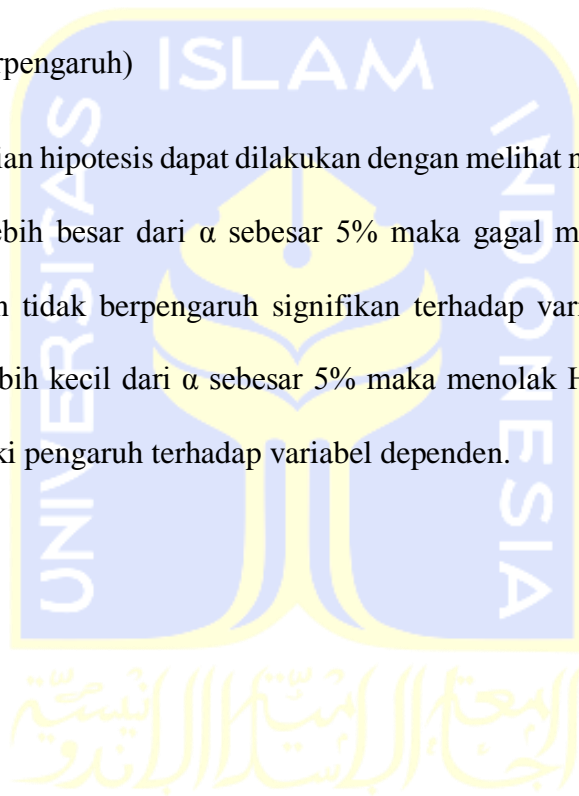 rpengaruh)
ISLAM
UNIVERSITAS
INDONESIA
ian hipotesis dapat dilakukan dengan melihat n
ebih besar dari α sebesar 5% maka gagal m
n tidak berpengaruh signifikan terhadap vari
bih kecil dari α sebesar 5% maka menolak H
ki pengaruh terhadap variabel dependen.